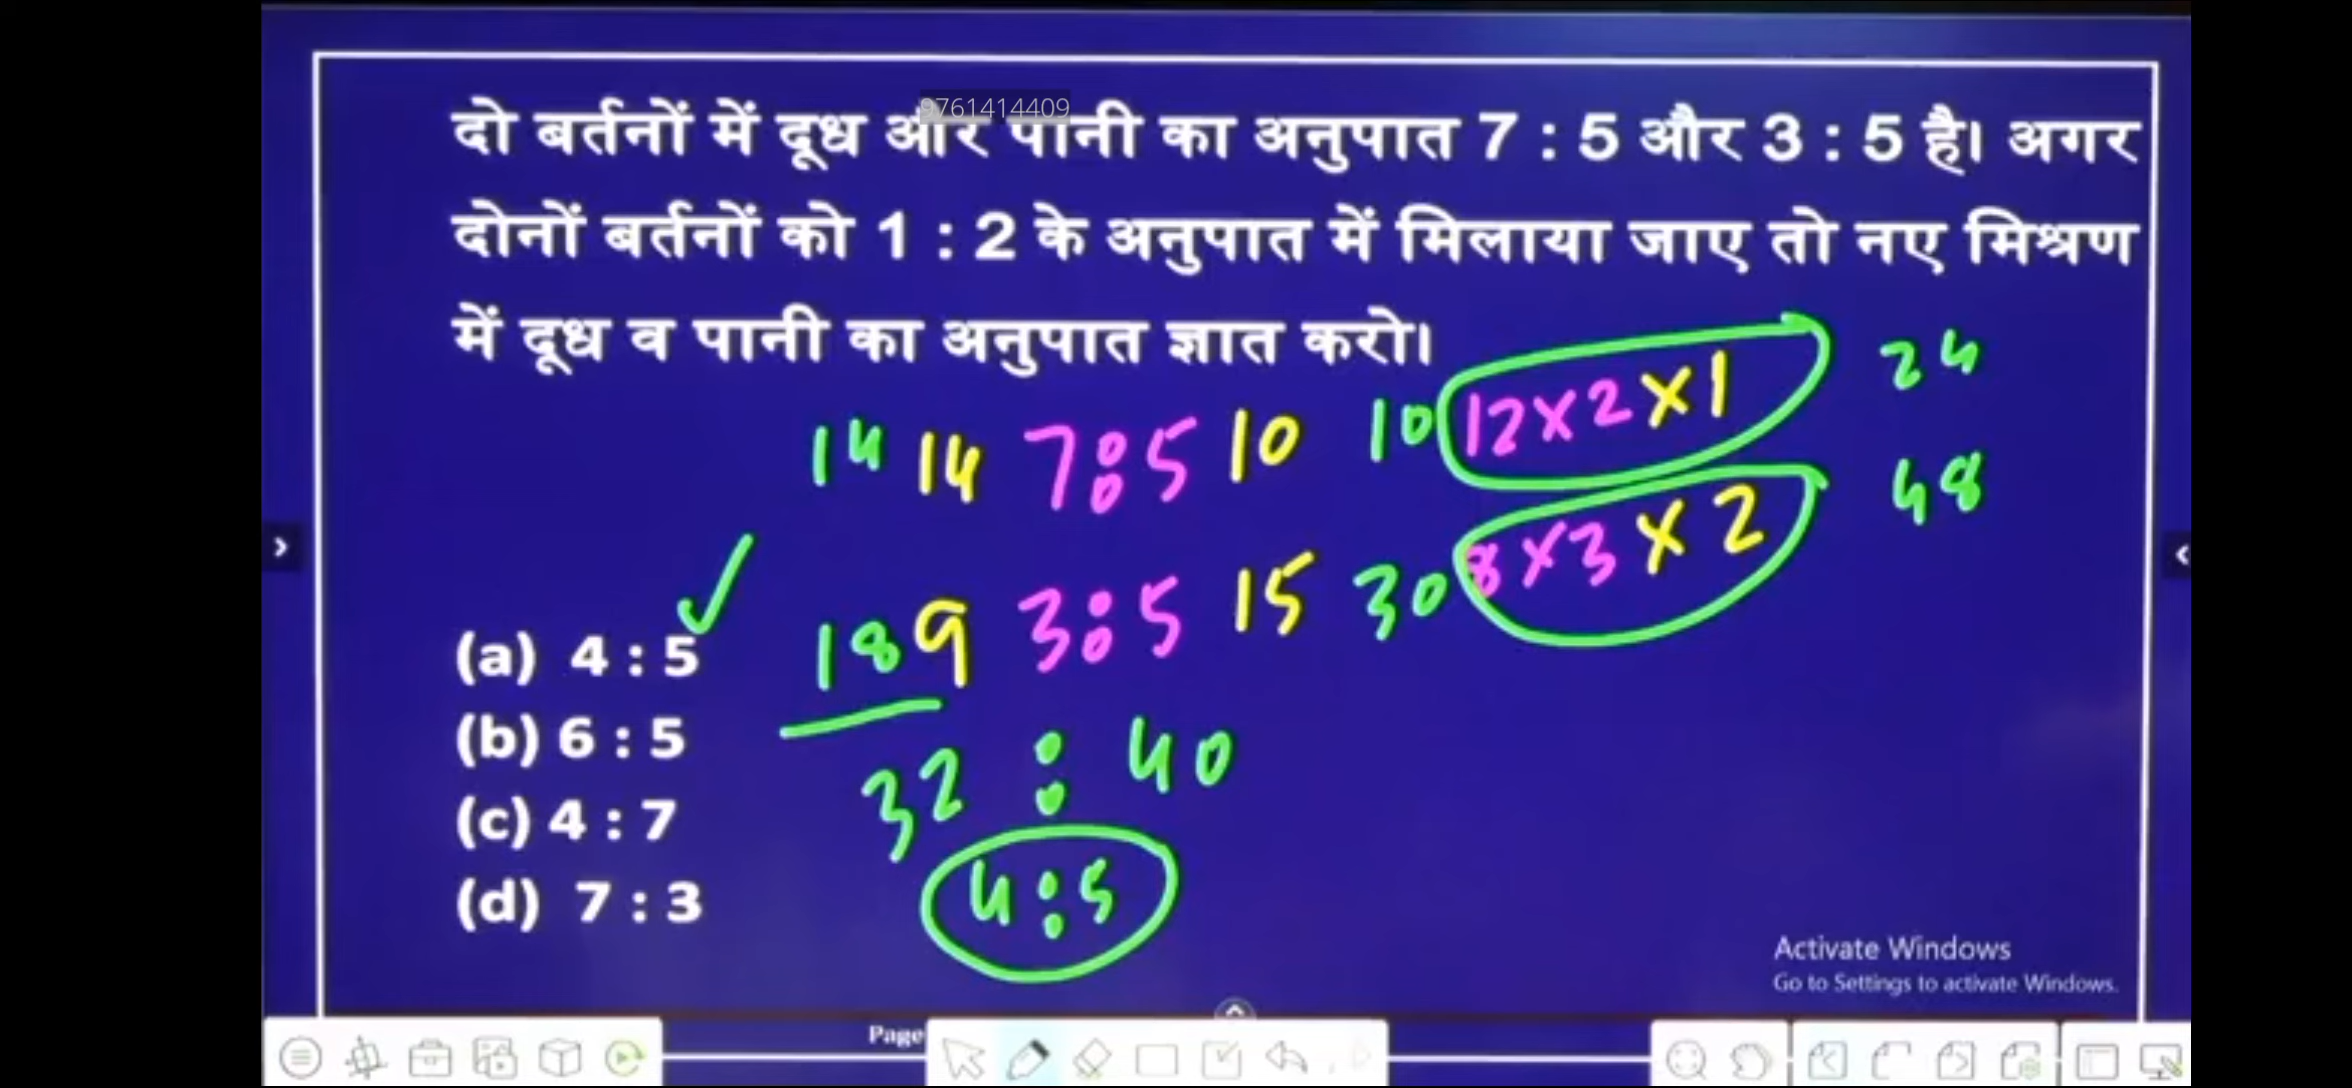 9761414409
दो बर्तनों में दूध और पानी का अनुपात 7 : 5 और 3 : 5 है। अगर
दोनों बर्तनों को 1 : 2 के अनुपात में मिलाया जाए तो नए मिश्रण
में दूध व पानी का अनुपात ज्ञात करो।
14 14 7:5 10 10 12×2×1 24
18 9 3:5 15 30 8×3×2 48
(a) 4 : 5
(b) 6 : 5
32 : 40
(c) 4 : 7
(d) 7 : 3
4:5
Activate Windows
Go to Settings to activate Windows.
Page